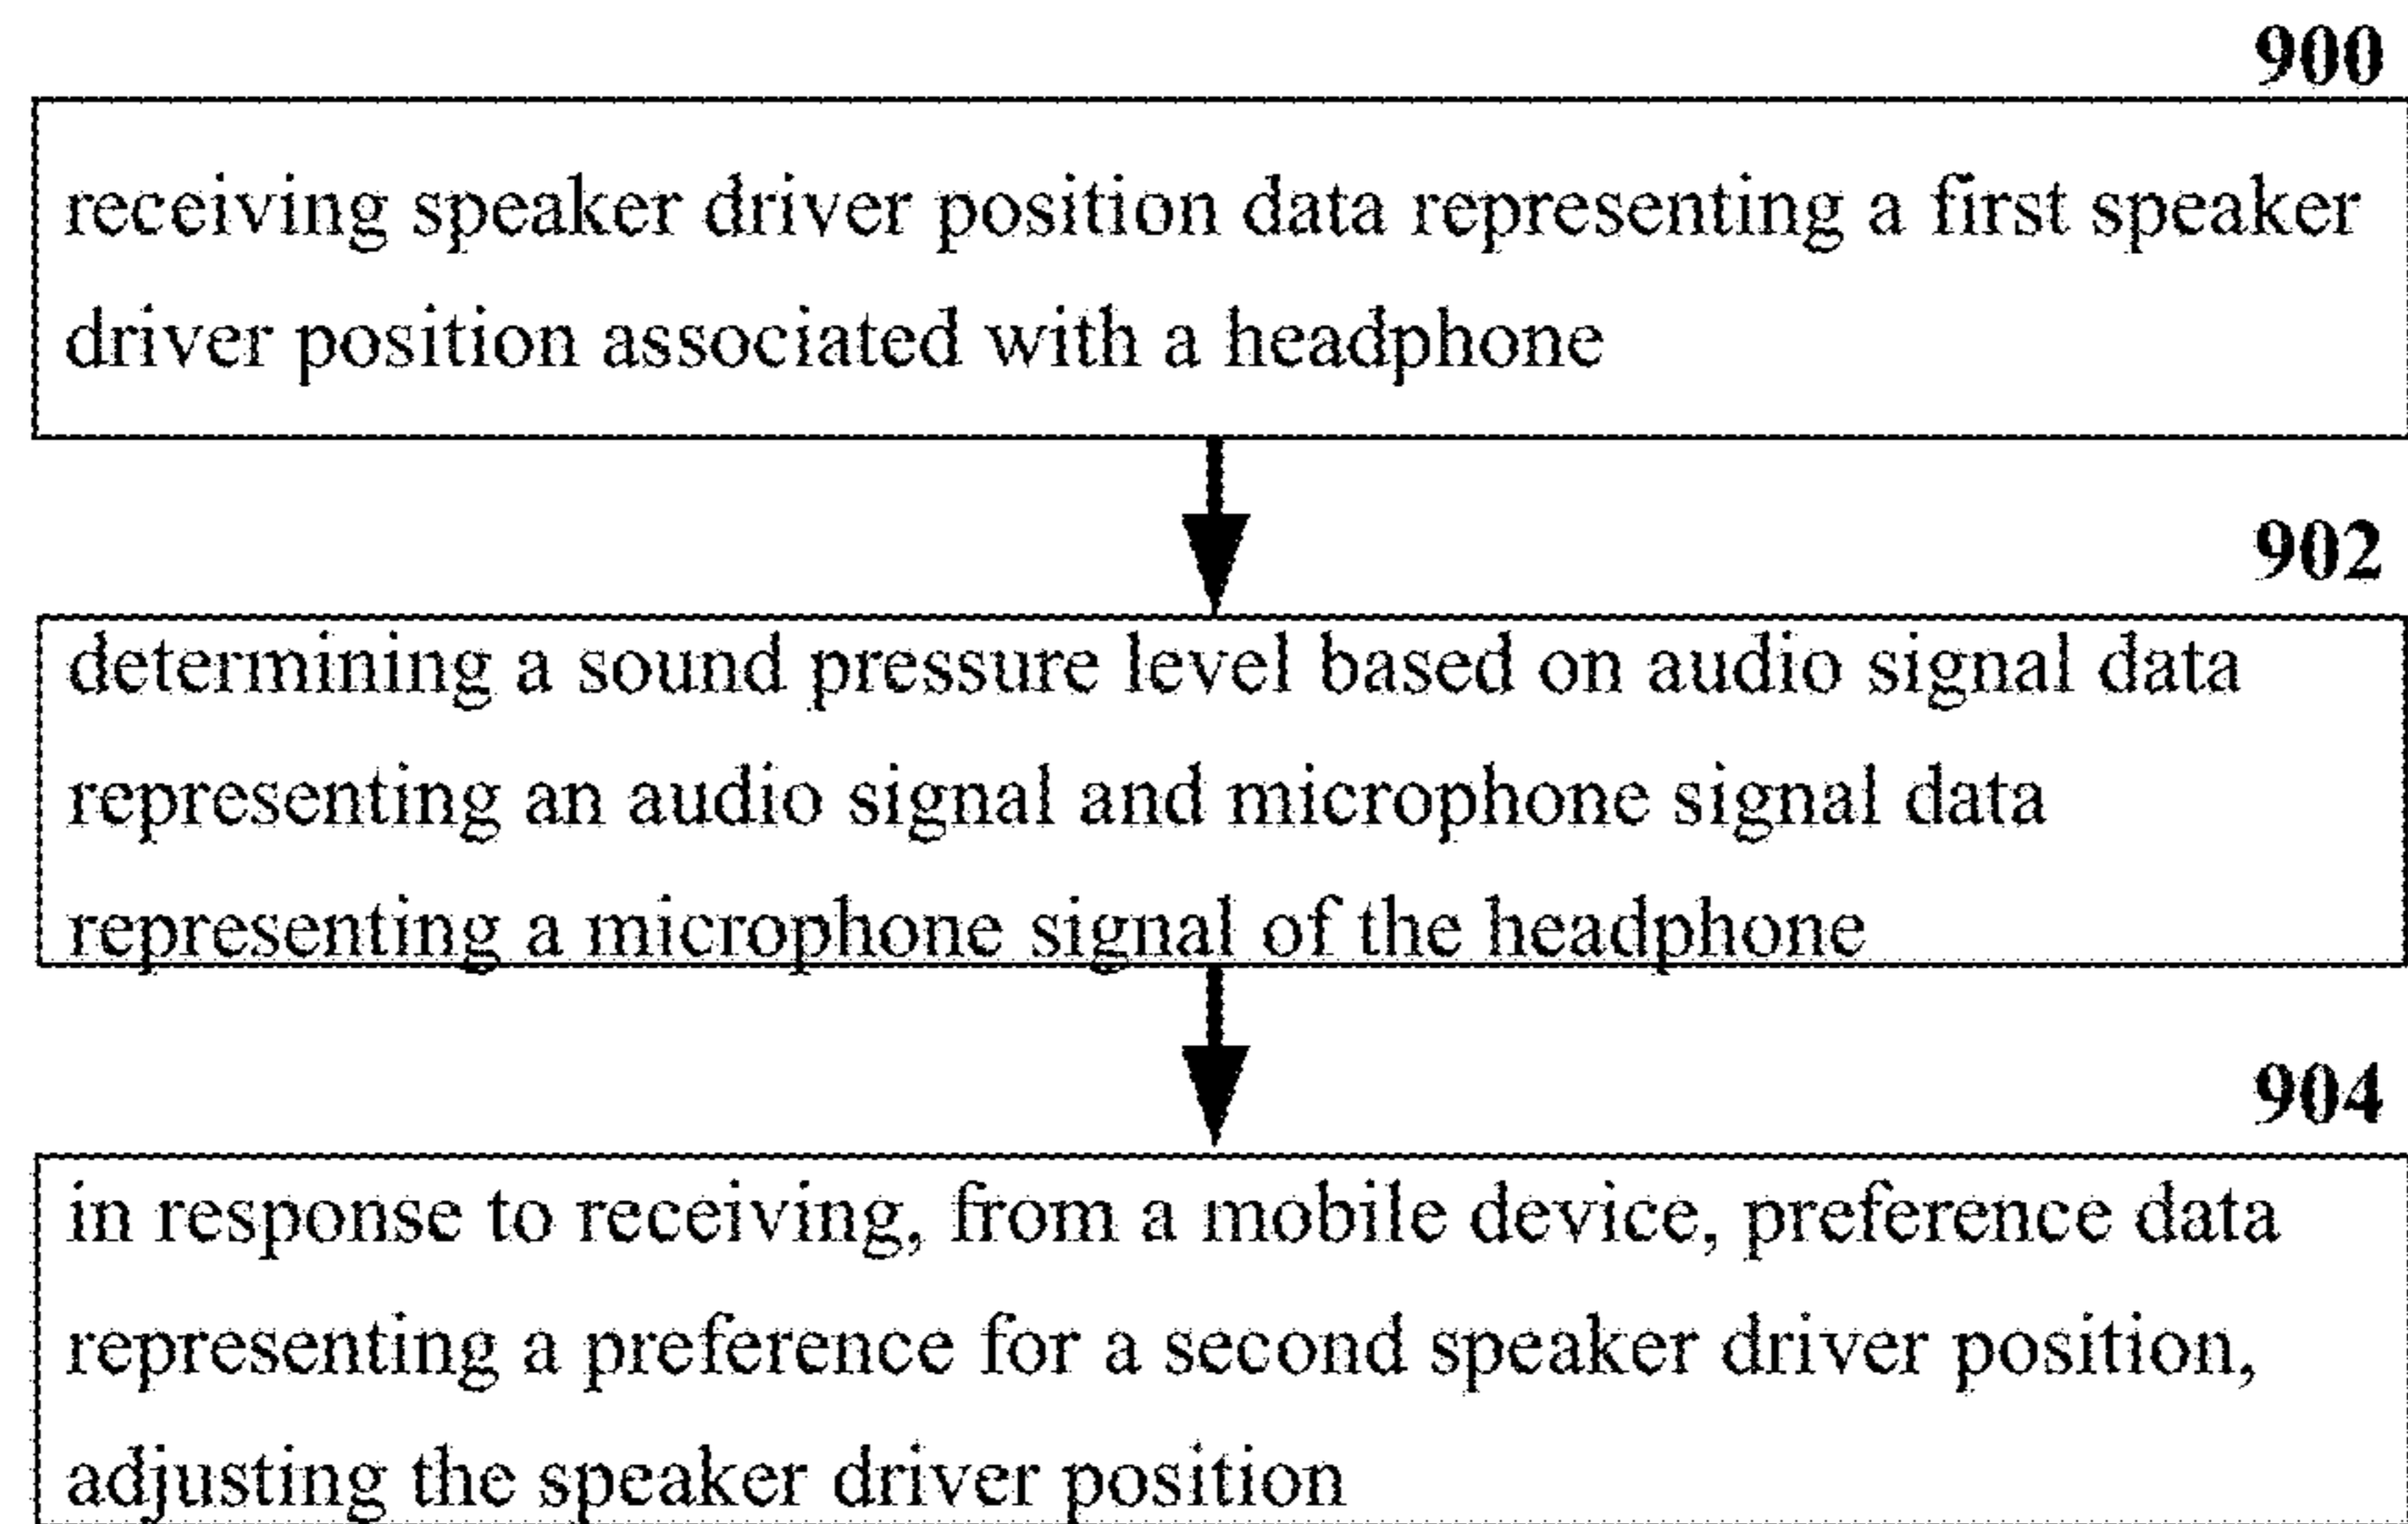 900
receiving speaker driver position data representing a first speaker
driver position associated with a headphone
902
determining a sound pressure level based on audio signal data
representing an audio signal and microphone signal data
representing a microphone signal of the headphone
904
in response to receiving, from a mobile device, preference data
representing a preference for a second speaker driver position,
adjusting the speaker driver position